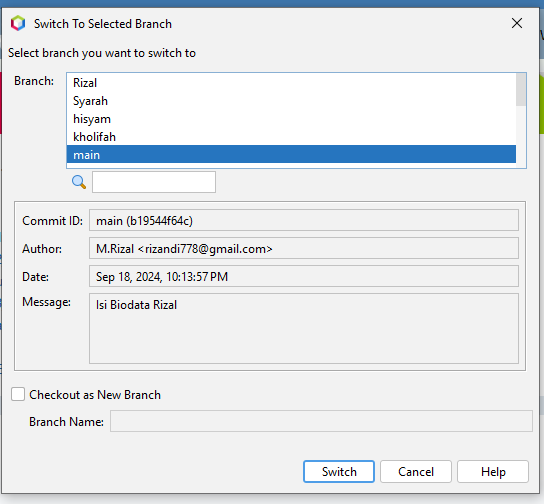 Switch To Selected Branch
Select branch you want to switch to
Branch:
Rizal
Syarah
hisyam
kholifah
main
Commit ID: main (b19544f64c)
Author: M.Rizal <rizandi778@gmail.com>
Date: Sep 18, 2024, 10:13:57 PM
Message: Isi Biodata Rizal
Checkout as New Branch
Branch Name:
Switch Cancel Help